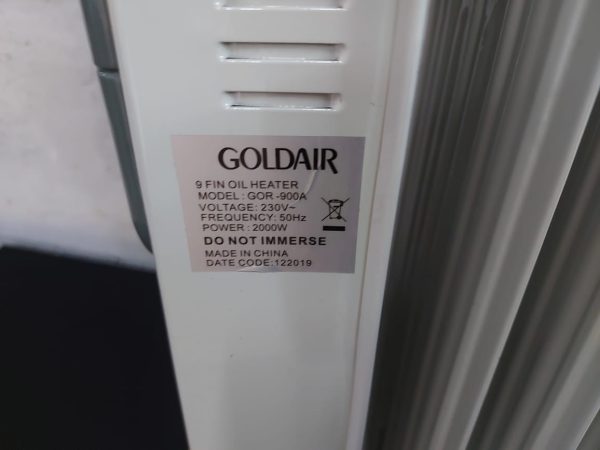 GOLDAIR
9 FIN OIL HEATER
MODEL : GOR -900A
VOLTAGE: 230V~
FREQUENCY: 50Hz
POWER : 2000W
DO NOT IMMERSE
MADE IN CHINA
DATE CODE:122019